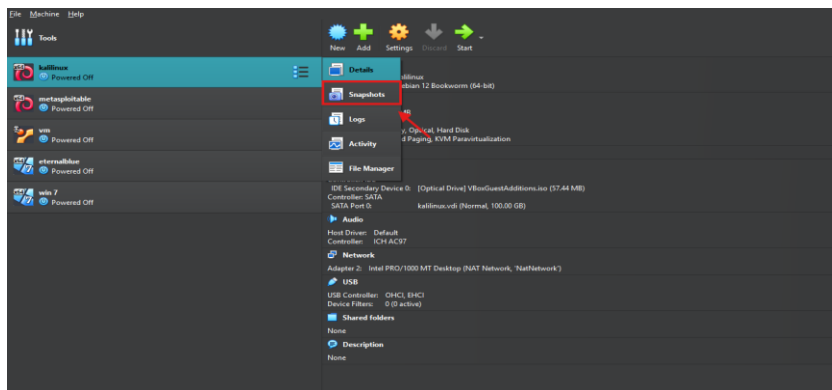 File Machine Help
Tools
New Add Settings Discard Start
kalilinux
Powered Off
metasploitable
Powered Off
vm
Powered Off
eternalblue
Powered Off
win 7
Powered Off
Details
Snapshots
Logs
Activity
File Manager
ebian 12 Bookworm (64-bit)
y, Optical, Hard Disk
d Paging, KVM Paravirtualization
IDE Secondary Device 0: [Optical Drive] VBoxGuestAdditions.iso (57.44 MB)
Controller: SATA
SATA Port 0: kalilinux.vdi (Normal, 100.00 GB)
Audio
Host Driver: Default
Controller: ICH AC97
Network
Adapter 2: Intel PRO/1000 MT Desktop (NAT Network, 'NatNetwork')
USB
USB Controller: OHCI, EHCI
Device Filters: 0 (0 active)
Shared folders
None
Description
None